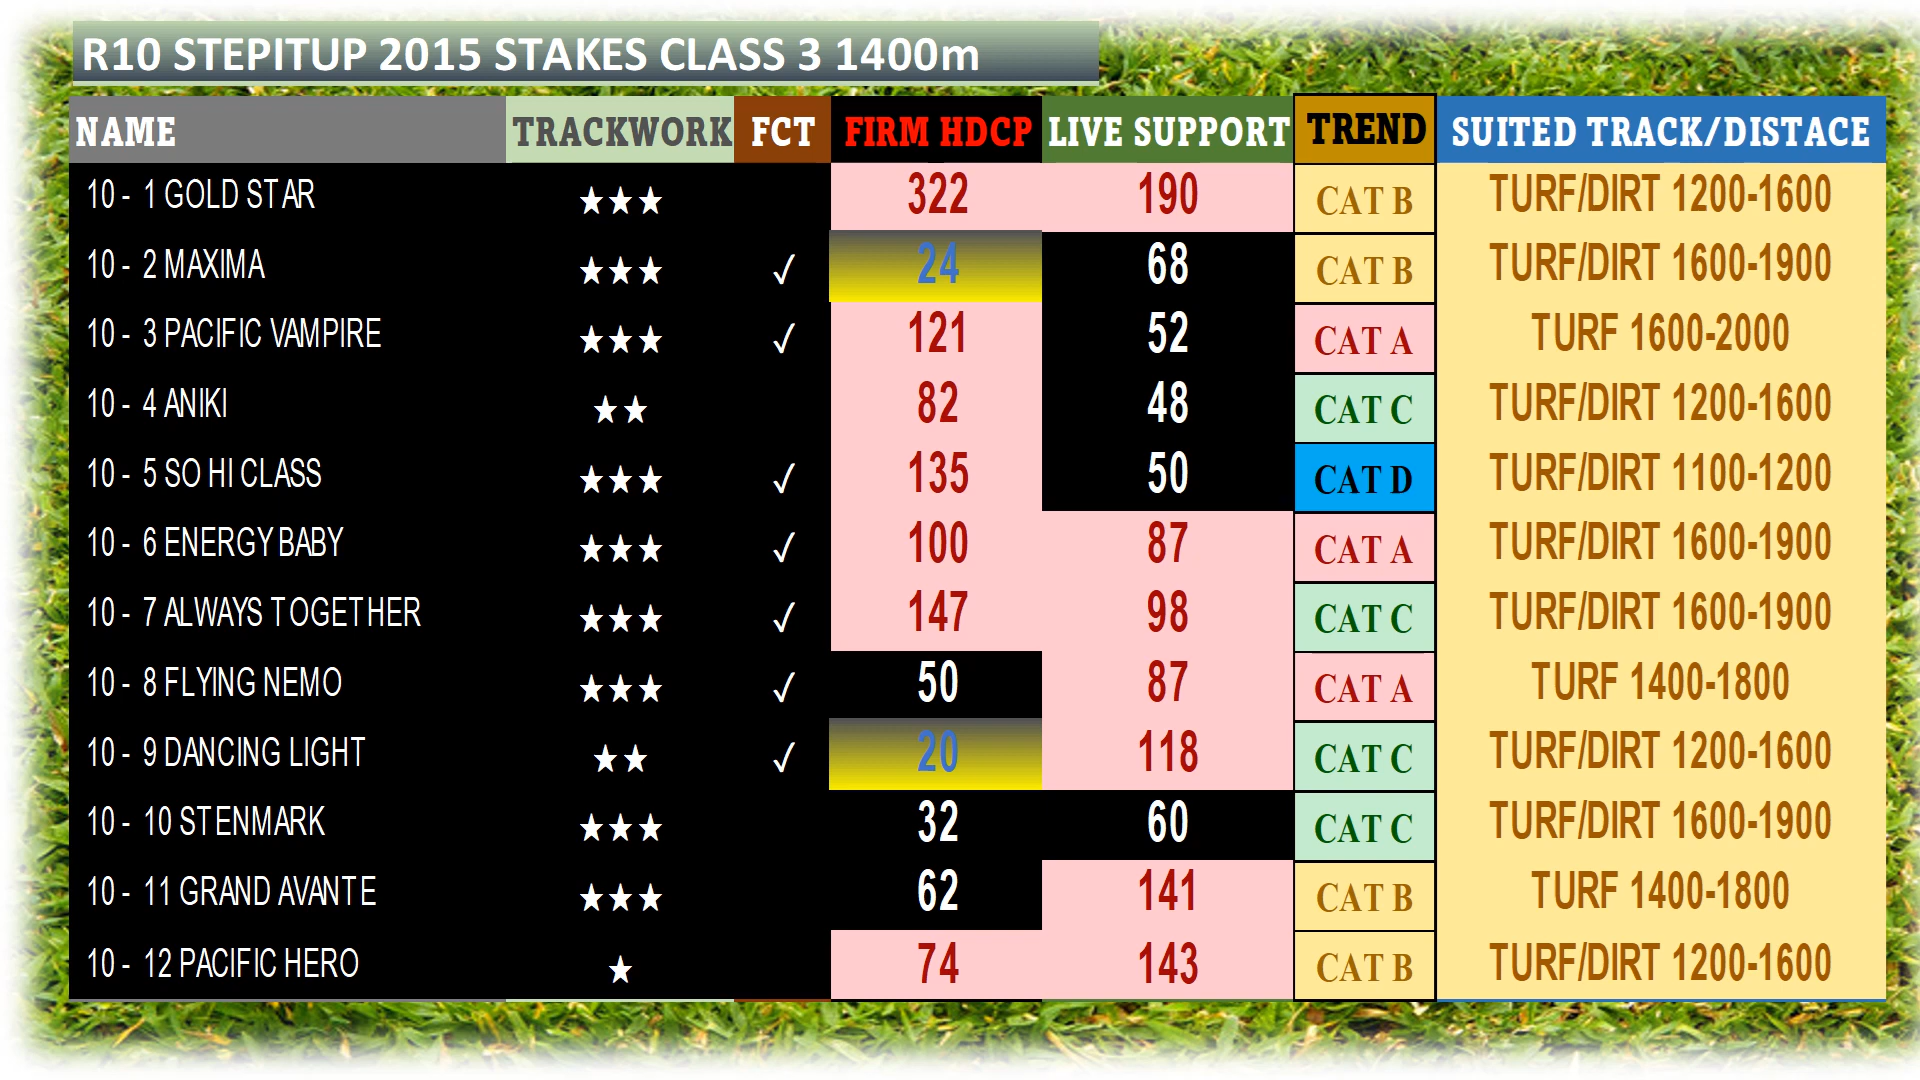 R10 STEPITUP 2015 STAKES CLASS 3 1400m
NAME TRACKWORK FCT FIRM HDCP LIVE SUPPORT TREND SUITED TRACK/DISTACE
10 - 1 GOLD STAR ★★★ 322 190 CAT B TURF/DIRT 1200-1600
10 - 2 MAXIMA ★★★ ✓ 24 68 CAT B TURF/DIRT 1600-1900
10 - 3 PACIFIC VAMPIRE ★★★ ✓ 121 52 CAT A TURF 1600-2000
10 - 4 ANIKI ★★ 82 48 CAT C TURF/DIRT 1200-1600
10 - 5 SO HI CLASS ★★★ ✓ 135 50 CAT D TURF/DIRT 1100-1200
10 - 6 ENERGY BABY ★★★ ✓ 100 87 CAT A TURF/DIRT 1600-1900
10 - 7 ALWAYS TOGETHER ★★★ ✓ 147 98 CAT C TURF/DIRT 1600-1900
10 - 8 FLYING NEMO ★★★ ✓ 50 87 CAT A TURF 1400-1800
10 - 9 DANCING LIGHT ★★ ✓ 20 118 CAT C TURF/DIRT 1200-1600
10 - 10 STENMARK ★★★ 32 60 CAT C TURF/DIRT 1600-1900
10 - 11 GRAND AVANTE ★★★ 62 141 CAT B TURF 1400-1800
10 - 12 PACIFIC HERO ★ 74 143 CAT B TURF/DIRT 1200-1600